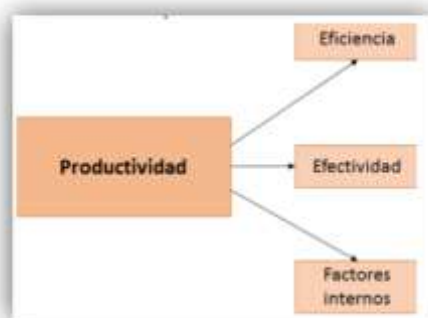 Eficiencia
Productividad
Efectividad
Factores
internos